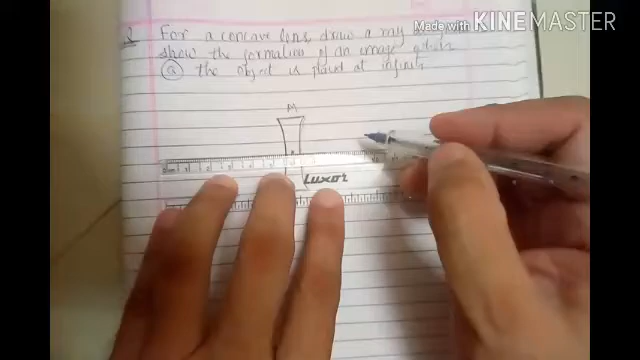 Made with KINEMASTER
Q For a concave lens, draw a ray
show the formation of an image when
(a) the object is placed at infinity
M
Luxor